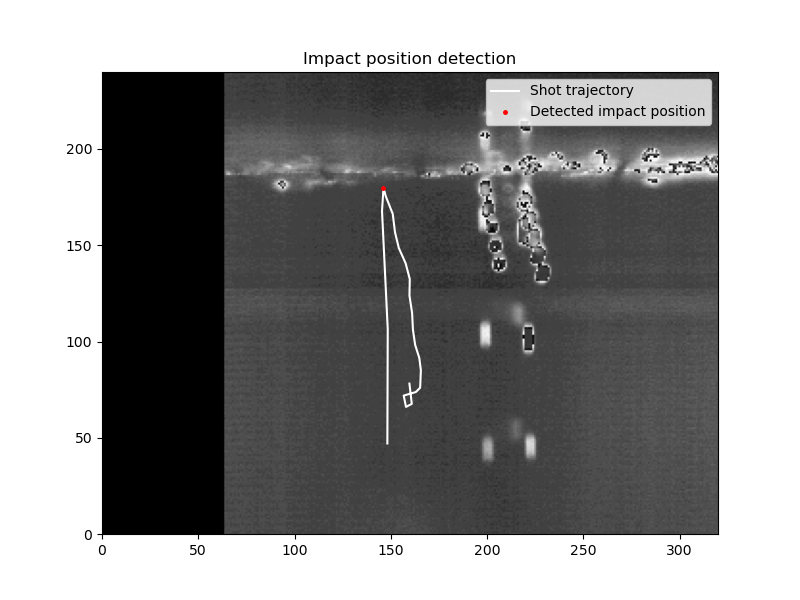 Impact position detection
Shot trajectory
Detected impact position
200
150
100
50
0
0 50 100 150 200 250 300